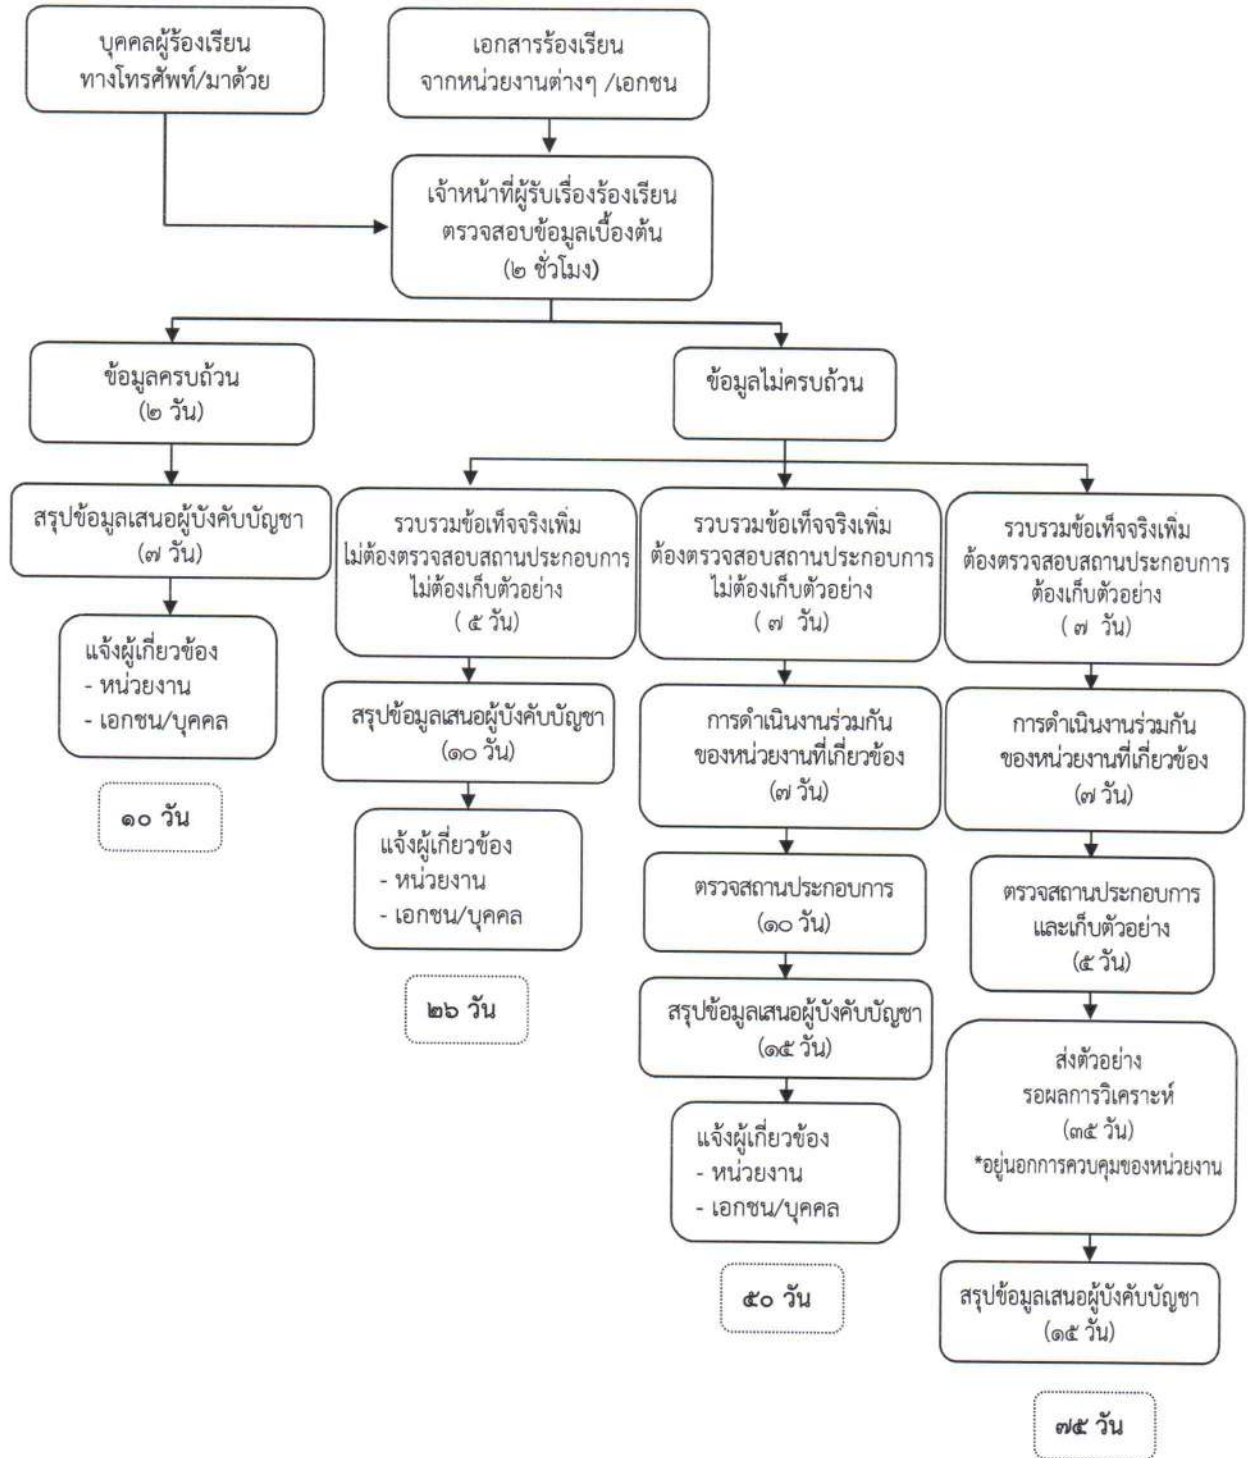 บุคคลผู้ร้องเรียน
ทางโทรศัพท์/มาด้วย
เอกสารร้องเรียน
จากหน่วยงานต่างๆ /เอกชน
เจ้าหน้าที่ผู้รับเรื่องร้องเรียน
ตรวจสอบข้อมูลเบื้องต้น
(๒ ชั่วโมง)
ข้อมูลครบถ้วน
(๒ วัน)
ข้อมูลไม่ครบถ้วน
สรุปข้อมูลเสนอผู้บังคับบัญชา
(๗ วัน)
แจ้งผู้เกี่ยวข้อง
- หน่วยงาน
- เอกชน/บุคคล
๑๐ วัน
รวบรวมข้อเท็จจริงเพิ่ม
ไม่ต้องตรวจสอบสถานประกอบการ
ไม่ต้องเก็บตัวอย่าง
( ๕ วัน)
สรุปข้อมูลเสนอผู้บังคับบัญชา
(๑๐ วัน)
แจ้งผู้เกี่ยวข้อง
- หน่วยงาน
- เอกชน/บุคคล
๒๖ วัน
รวบรวมข้อเท็จจริงเพิ่ม
ต้องตรวจสอบสถานประกอบการ
ไม่ต้องเก็บตัวอย่าง
( ๗ วัน)
การดำเนินงานร่วมกัน
ของหน่วยงานที่เกี่ยวข้อง
(๗ วัน)
ตรวจสถานประกอบการ
(๑๐ วัน)
สรุปข้อมูลเสนอผู้บังคับบัญชา
(๑๕ วัน)
แจ้งผู้เกี่ยวข้อง
- หน่วยงาน
- เอกชน/บุคคล
๕๐ วัน
รวบรวมข้อเท็จจริงเพิ่ม
ต้องตรวจสอบสถานประกอบการ
ต้องเก็บตัวอย่าง
( ๗ วัน)
การดำเนินงานร่วมกัน
ของหน่วยงานที่เกี่ยวข้อง
(๗ วัน)
ตรวจสถานประกอบการ
และเก็บตัวอย่าง
(๕ วัน)
ส่งตัวอย่าง
รอผลการวิเคราะห์
(๓๕ วัน)
*อยู่นอกการควบคุมของหน่วยงาน
สรุปข้อมูลเสนอผู้บังคับบัญชา
(๑๕ วัน)
๗๕ วัน